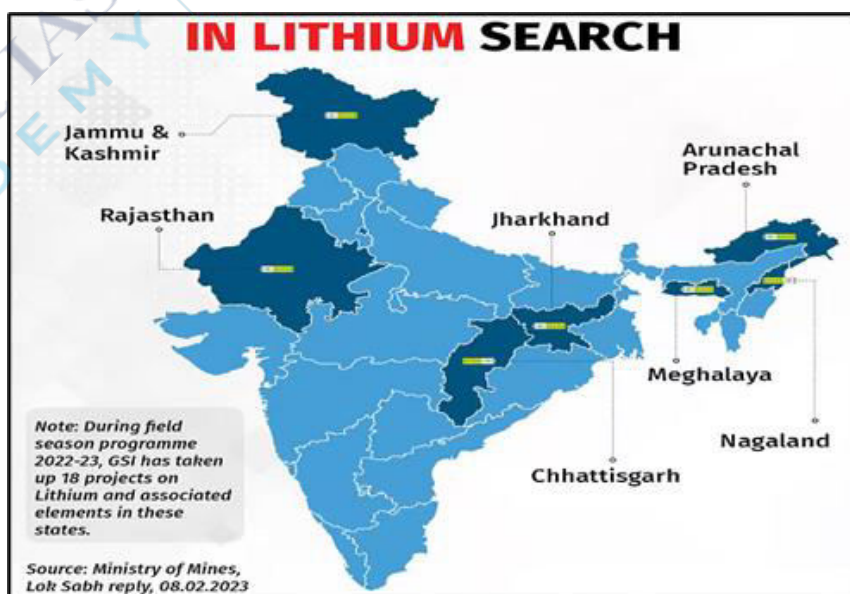 IN LITHIUM SEARCH
Jammu &
Kashmir
Arunachal
Pradesh
Rajasthan
Jharkhand
Meghalaya
Nagaland
Chhattisgarh
Note: During field
season programme
2022-23, GSI has taken
up 18 projects on
Lithium and associated
elements in these
states.
Source: Ministry of Mines,
Lok Sabh reply, 08.02.2023